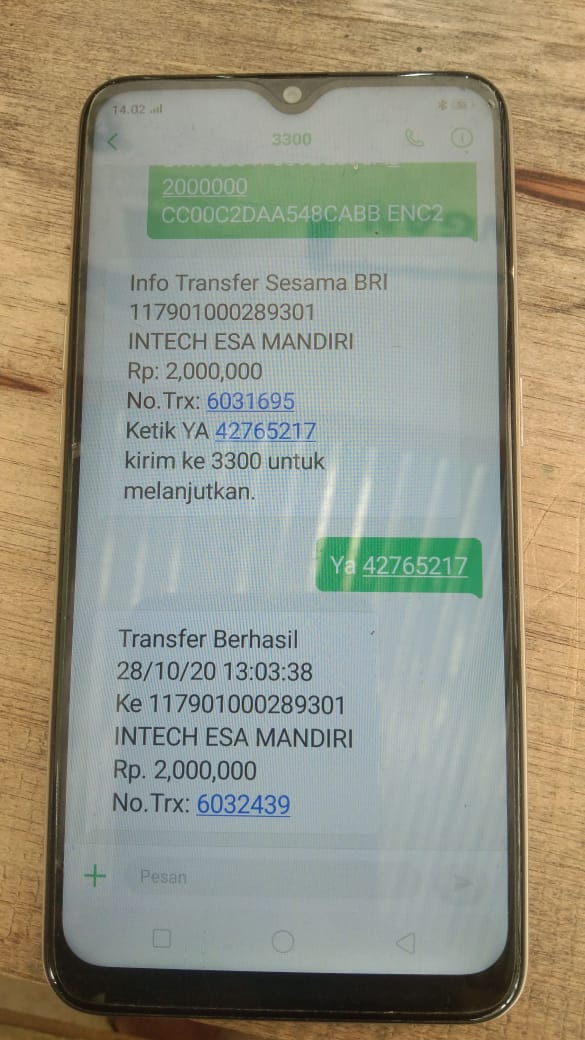 14.02
3300
2000000
CC00C2DAA548CABB ENC2
Info Transfer Sesama BRI
117901000289301
INTECH ESA MANDIRI
Rp: 2,000,000
No.Trx: 6031695
Ketik YA 42765217
kirim ke 3300 untuk
melanjutkan.
Ya 42765217
Transfer Berhasil
28/10/20 13:03:38
Ke 117901000289301
INTECH ESA MANDIRI
Rp. 2,000,000
No.Trx: 6032439
Pesan